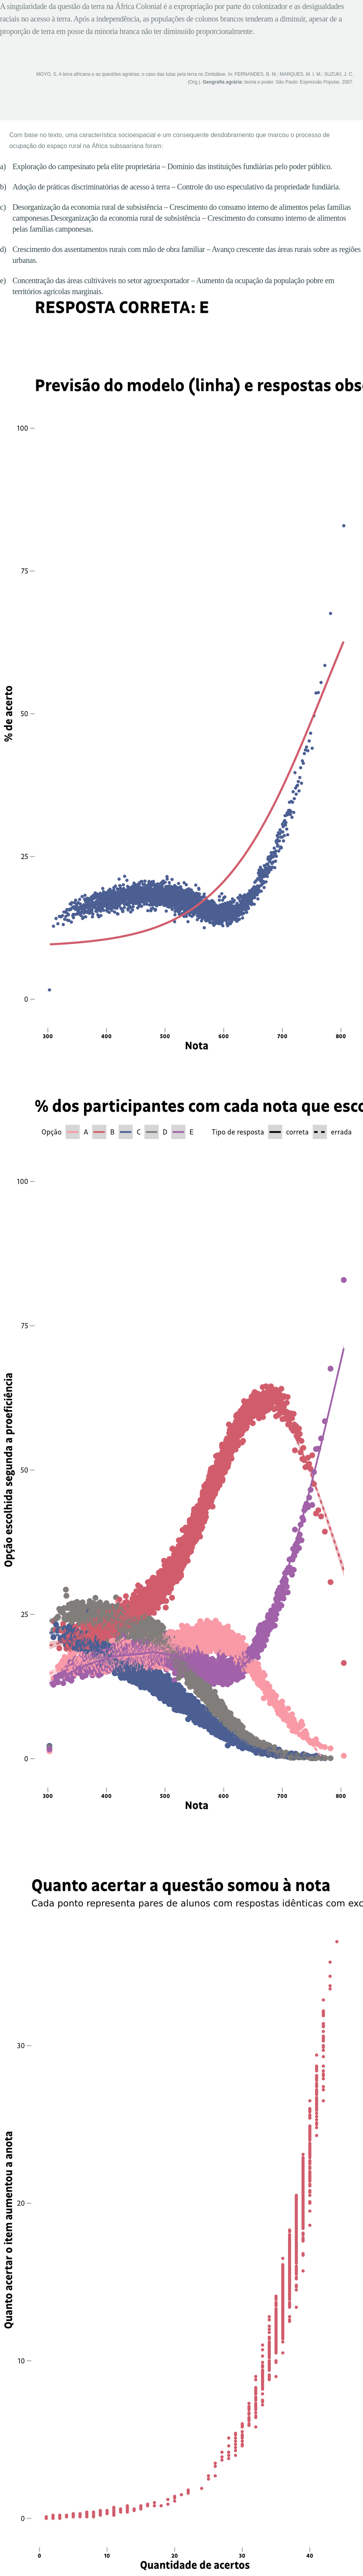 A singularidade da questão da terra na África Colonial é a expropriação por parte do colonizador e as desigualdades
raciais no acesso à terra. Após a independência, as populações de colonos brancos tenderam a diminuir, apesar de a
proporção de terra em posse da minoria branca não ter diminuído proporcionalmente.
MOYO, S. A terra africana e as questões agrárias: o caso das lutas pela terra no Zimbábue. In: FERNANDES, B. M.; MARQUES, M. I. M.; SUZUKI, J. C.
(Org.). Geografia agrária: teoria e poder. São Paulo: Expressão Popular, 2007.
Com base no texto, uma característica socioespacial e um consequente desdobramento que marcou o processo de
ocupação do espaço rural na África subsaariana foram:
a) Exploração do campesinato pela elite proprietária – Domínio das instituições fundiárias pelo poder público.
b) Adoção de práticas discriminatórias de acesso à terra – Controle do uso especulativo da propriedade fundiária.
c) Desorganização da economia rural de subsistência – Crescimento do consumo interno de alimentos pelas famílias
camponesas.Desorganização da economia rural de subsistência – Crescimento do consumo interno de alimentos
pelas famílias camponesas.
d) Crescimento dos assentamentos rurais com mão de obra familiar – Avanço crescente das áreas rurais sobre as regiões
urbanas.
e) Concentração das áreas cultiváveis no setor agroexportador – Aumento da ocupação da população pobre em
territórios agrícolas marginais.
RESPOSTA CORRETA: E
Previsão do modelo (linha) e respostas obs
100
75
50
25
0
% de acerto
300 400 500 600 700 800
Nota
% dos participantes com cada nota que esco
Opção A B C D E Tipo de resposta correta errada
100
75
50
25
0
Opção escolhida segunda a proeficiência
300 400 500 600 700 800
Nota
Quanto acertar a questão somou à nota
Cada ponto representa pares de alunos com respostas idênticas com exc
30
20
10
0
Quanto acertar o item aumentou a anota
0 10 20 30 40
Quantidade de acertos